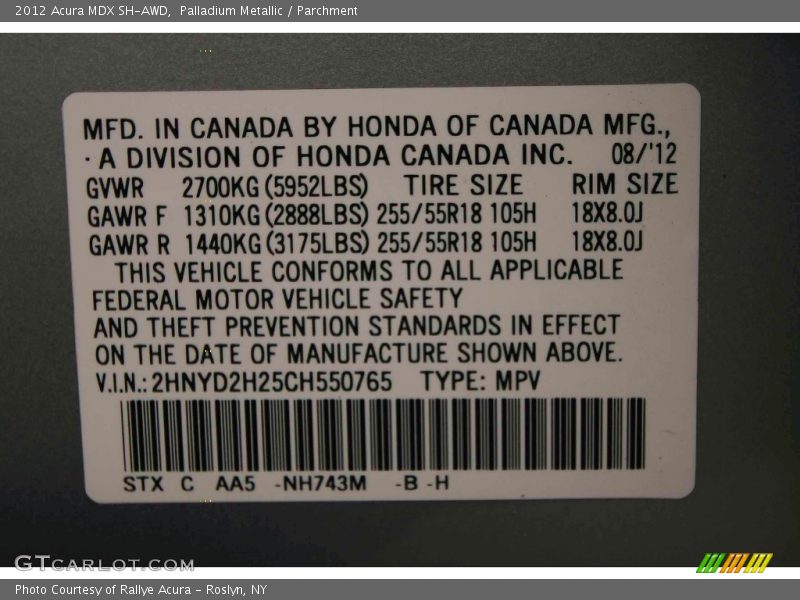 2012 Acura MDX SH-AWD,  Palladium Metallic / Parchment
MFD. IN CANADA BY HONDA OF CANADA MFG.,
· A DIVISION OF HONDA CANADA INC.   08/'12
GVWR   2700KG (5952LBS)   TIRE SIZE   RIM SIZE
GAWR F  1310KG (2888LBS) 255/55R18 105H   18X8.0J
GAWR R  1440KG (3175LBS) 255/55R18 105H   18X8.0J
THIS VEHICLE CONFORMS TO ALL APPLICABLE
FEDERAL MOTOR VEHICLE SAFETY
AND THEFT PREVENTION STANDARDS IN EFFECT
ON THE DATE OF MANUFACTURE SHOWN ABOVE.
V.I.N.: 2HNYD2H25CH550765   TYPE: MPV
STX  C  AA5  -NH743M   -B -H
GTCARLOT.COM
Photo Courtesy of Rallye Acura - Roslyn, NY